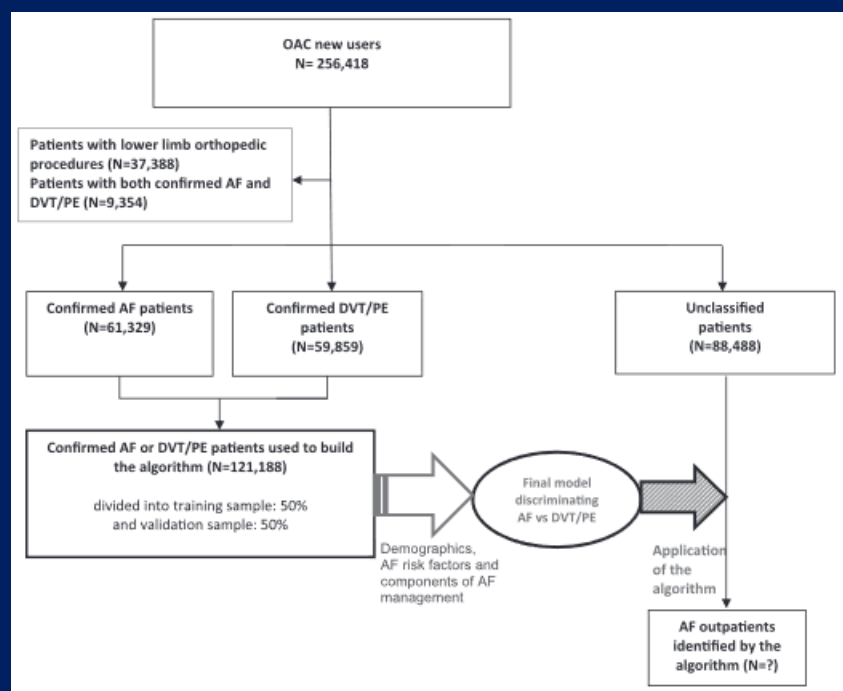 OAC new users
N= 256,418
Patients with lower limb orthopedic
procedures (N=37,388)
Patients with both confirmed AF and
DVT/PE (N=9,354)
Confirmed AF patients
(N=61,329)
Confirmed DVT/PE
patients
(N=59,859)
Unclassified
patients
(N=88,488)
Confirmed AF or DVT/PE patients used to build
the algorithm (N=121,188)
divided into training sample: 50%
and validation sample: 50%
Demographics,
AF risk factors and
components of AF
management
Final model
discriminating
AF vs DVT/PE
Application
of the
algorithm
AF outpatients
identified by the
algorithm (N=?)